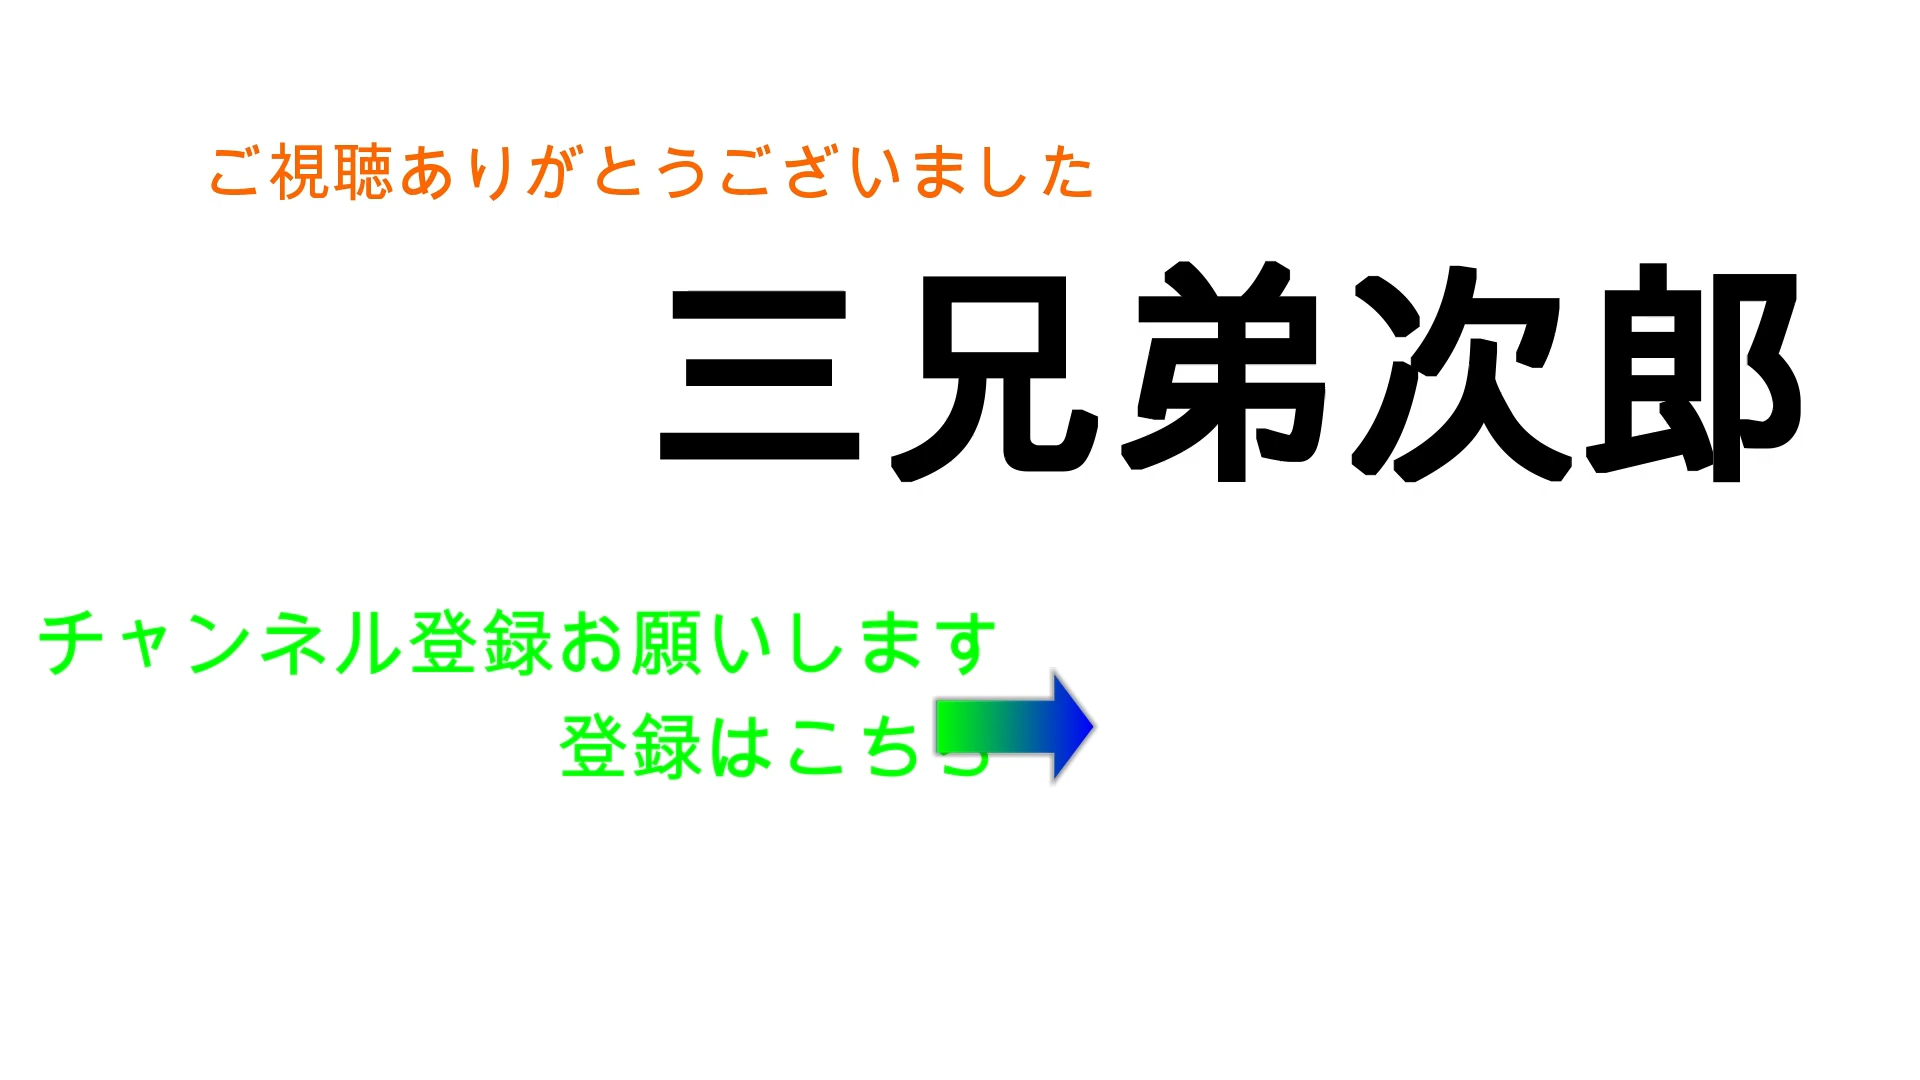 ご視聴ありがとうございました
三兄弟次郎
チャンネル登録お願いします
登録はこちら